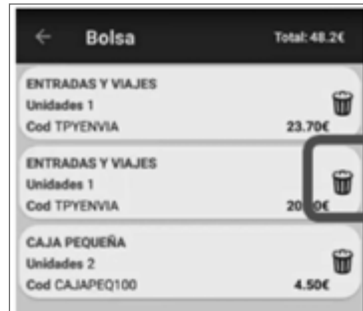 Bolsa Total: 48.2€
ENTRADAS Y VIAJES
Unidades 1
Cod TPYENVIA 23.70€
ENTRADAS Y VIAJES
Unidades 1
Cod TPYENVIA
CAJA PEQUEÑA
Unidades 2
Cod CAJAPEQ100 4.50€